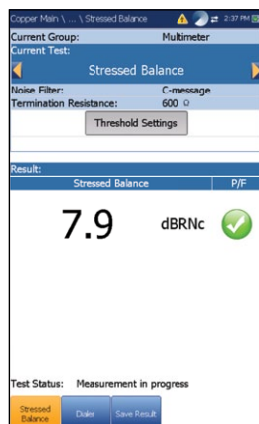 Copper Main \ ... \ Stressed Balance 2:37 PM
Current Group: Multimeter
Current Test:
Stressed Balance
Noise Filter: C-message
Termination Resistance: 600 Ω
Threshold Settings
Result:
Stressed Balance P/F
7.9 dBRNc
Test Status: Measurement in progress
Stressed Balance
Dialer
Save Result